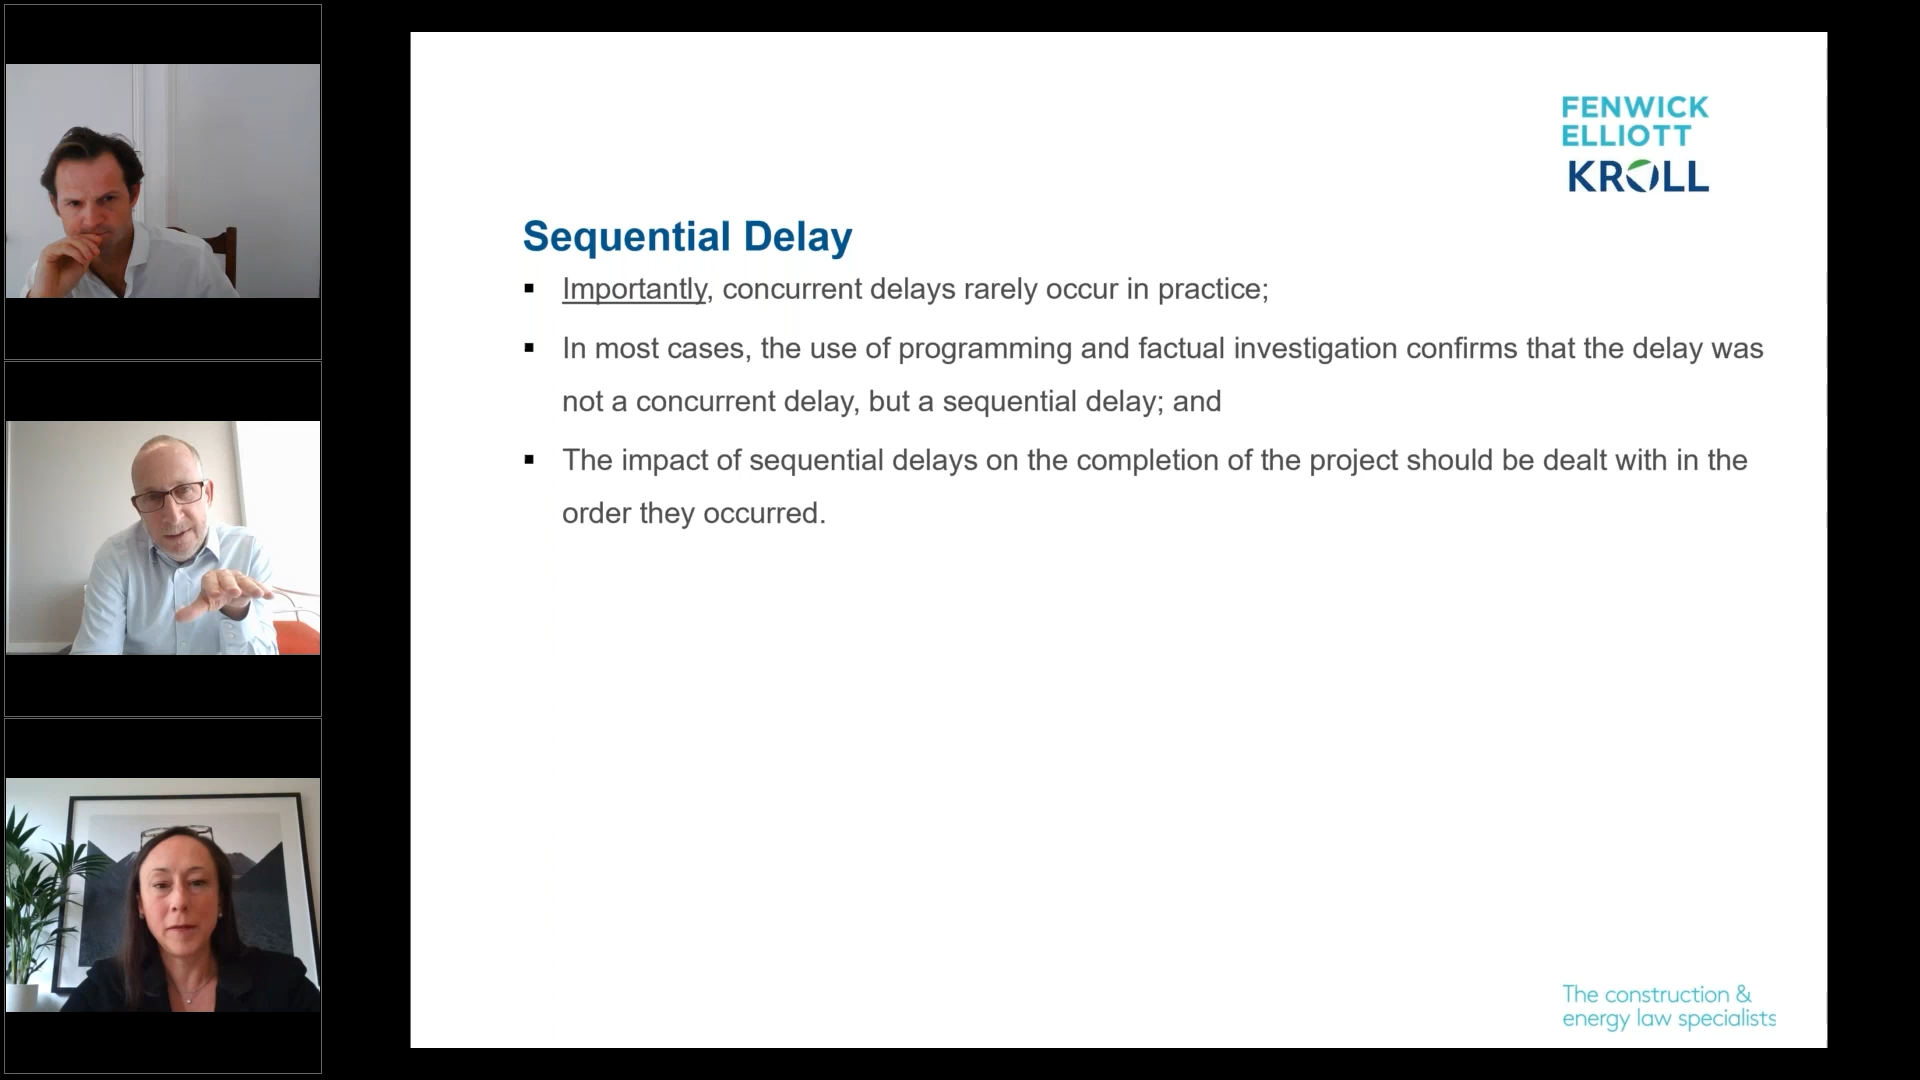 FENWICK
ELLIOTT
KROLL
Sequential Delay
▪ Importantly, concurrent delays rarely occur in practice;
▪ In most cases, the use of programming and factual investigation confirms that the delay was
not a concurrent delay, but a sequential delay; and
▪ The impact of sequential delays on the completion of the project should be dealt with in the
order they occurred.
The construction &
energy law specialists